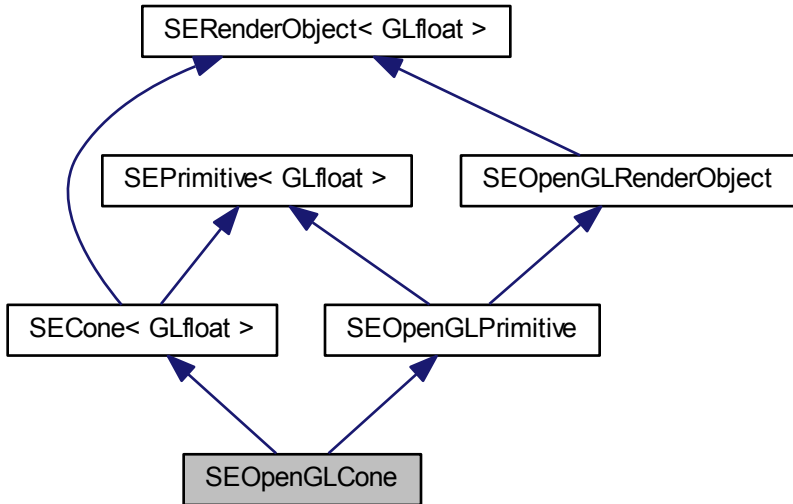 SERenderObject< GLfloat >
SEPrimitive< GLfloat >
SEOpenGLRenderObject
SECone< GLfloat >
SEOpenGLPrimitive
SEOpenGLCone